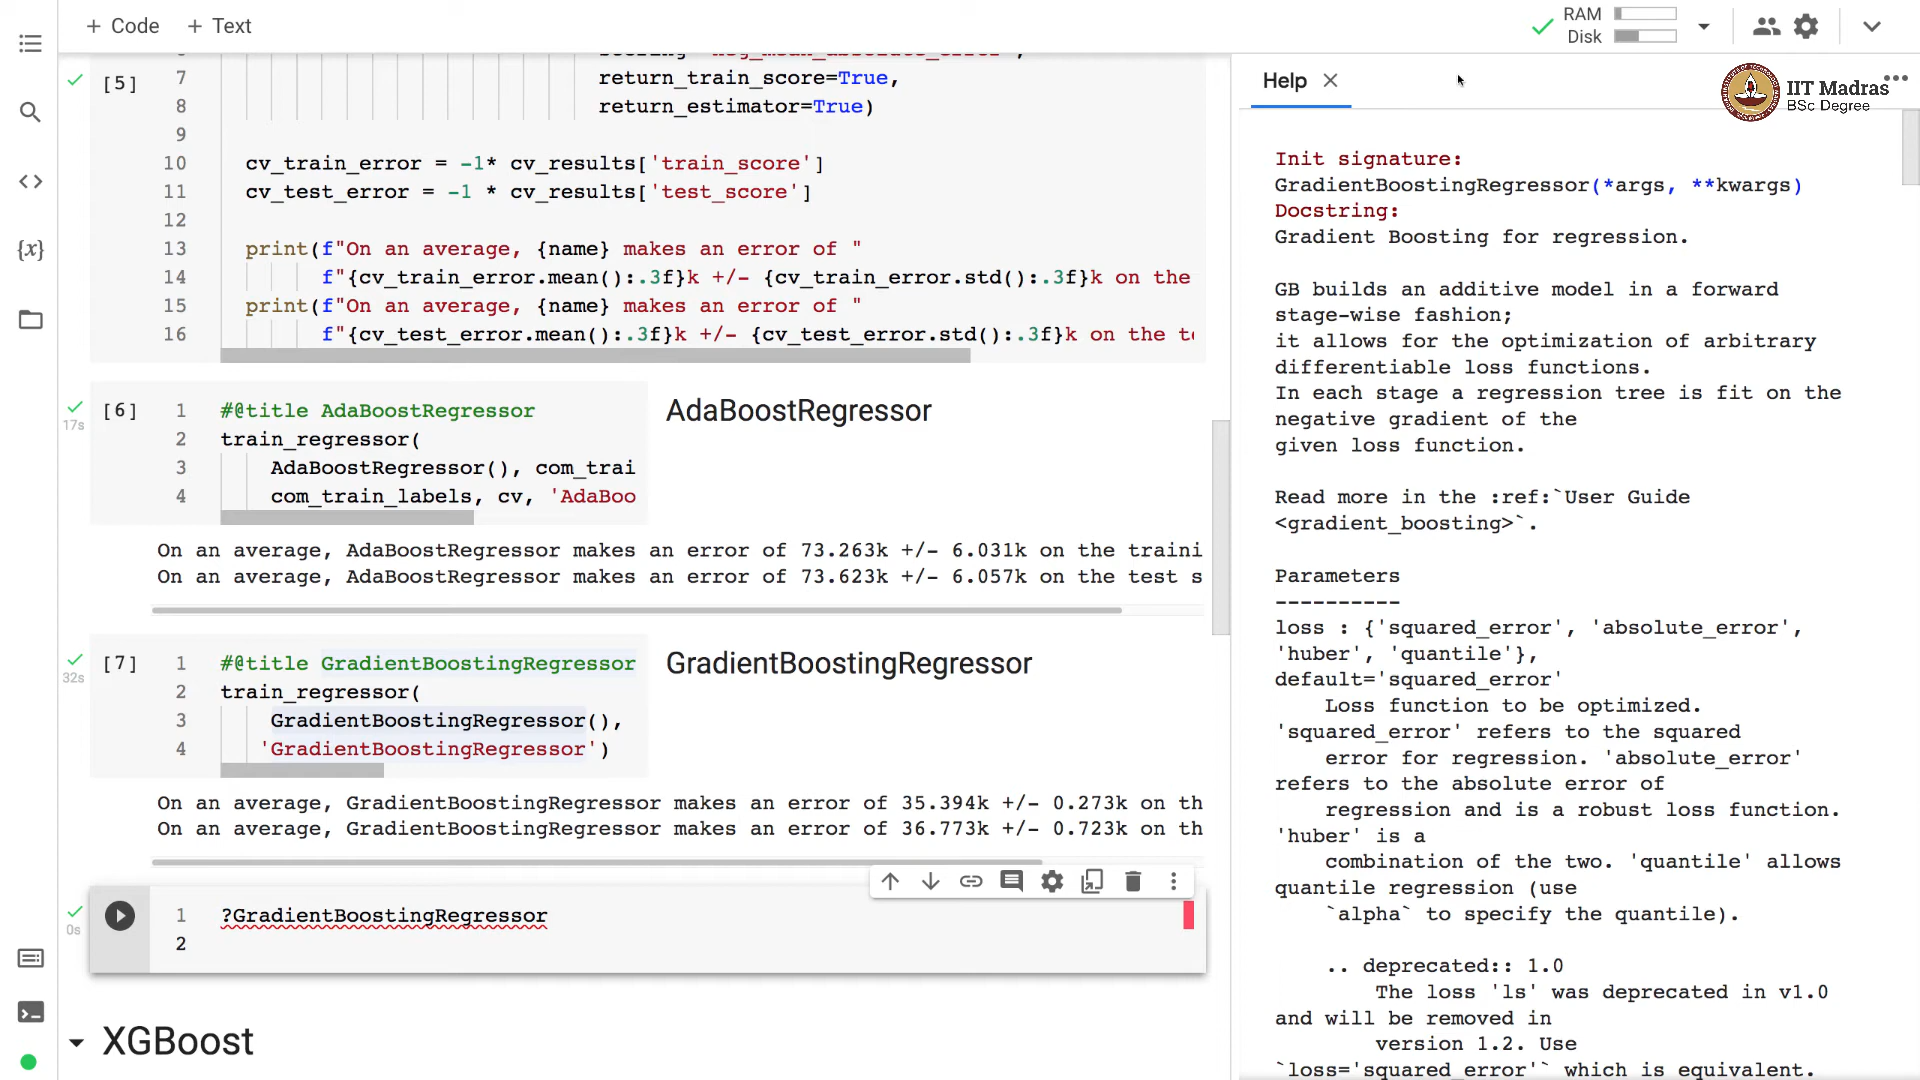 + Code + Text
RAM
Disk
[5]
7 return_train_score=True,
8 return_estimator=True)
9
10 cv_train_error = -1* cv_results['train_score']
11 cv_test_error = -1 * cv_results['test_score']
12
13 print(f"On an average, {name} makes an error of "
14 f"{cv_train_error.mean():.3f}k +/- {cv_train_error.std():.3f}k on the
15 print(f"On an average, {name} makes an error of "
16 f"{cv_test_error.mean():.3f}k +/- {cv_test_error.std():.3f}k on the te
17s
[6]
1 #@title AdaBoostRegressor
2 train_regressor(
3 AdaBoostRegressor(), com_trai
4 com_train_labels, cv, 'AdaBoo
AdaBoostRegressor
On an average, AdaBoostRegressor makes an error of 73.263k +/- 6.031k on the traini
On an average, AdaBoostRegressor makes an error of 73.623k +/- 6.057k on the test s
32s
[7]
1 #@title GradientBoostingRegressor
2 train_regressor(
3 GradientBoostingRegressor(),
4 'GradientBoostingRegressor')
GradientBoostingRegressor
On an average, GradientBoostingRegressor makes an error of 35.394k +/- 0.273k on th
On an average, GradientBoostingRegressor makes an error of 36.773k +/- 0.723k on th
0s
1 ?GradientBoostingRegressor
2
XGBoost
Help
IIT Madras
BSc Degree
Init signature:
GradientBoostingRegressor(*args, **kwargs)
Docstring:
Gradient Boosting for regression.
GB builds an additive model in a forward
stage-wise fashion;
it allows for the optimization of arbitrary
differentiable loss functions.
In each stage a regression tree is fit on the
negative gradient of the
given loss function.
Read more in the :ref:`User Guide
<gradient_boosting>`.
Parameters
----------
loss : {'squared_error', 'absolute_error',
'huber', 'quantile'},
default='squared_error'
Loss function to be optimized.
'squared_error' refers to the squared
error for regression. 'absolute_error'
refers to the absolute error of
regression and is a robust loss function.
'huber' is a
combination of the two. 'quantile' allows
quantile regression (use
`alpha` to specify the quantile).
.. deprecated:: 1.0
The loss 'ls' was deprecated in v1.0
and will be removed in
version 1.2. Use
`loss='squared_error'` which is equivalent.